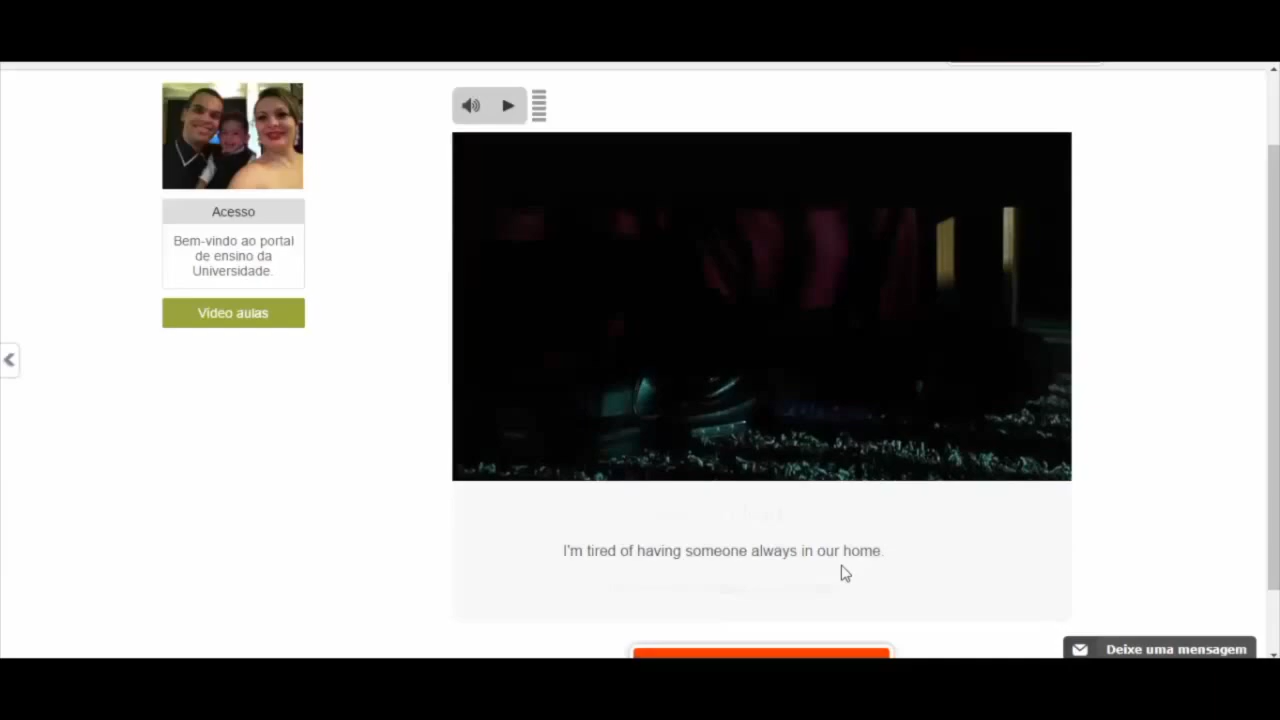 Acesso
Bem-vindo ao portal
de ensino da
Universidade.
Vídeo aulas
I'm tired of having someone always in our home.
Deixe uma mensagem